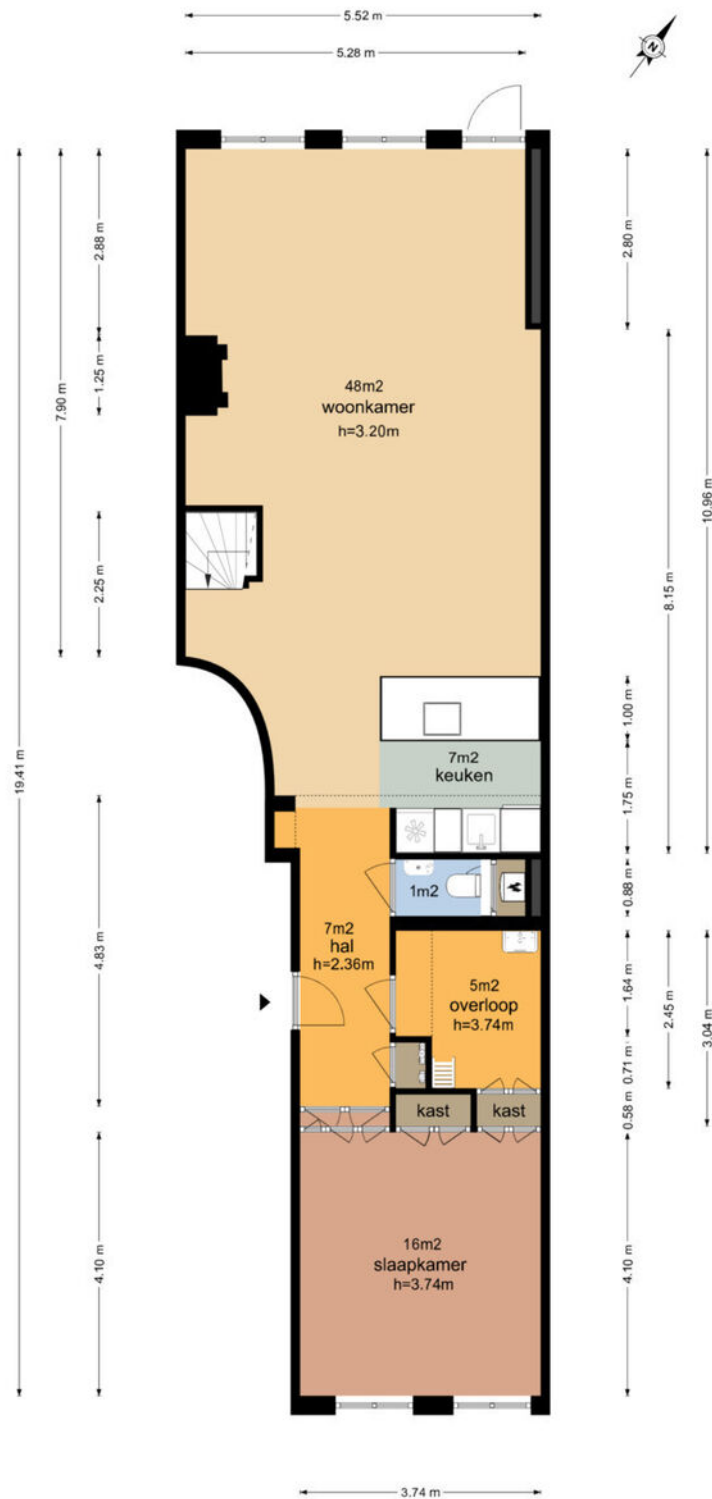 5.52 m
5.28 m
N
19.41 m
7.90 m
2.88 m
1.25 m
2.25 m
4.83 m
4.10 m
48m2
woonkamer
h=3.20m
7m2
keuken
1m2
7m2
hal
h=2.36m
5m2
overloop
h=3.74m
kast
kast
16m2
slaapkamer
h=3.74m
2.80 m
10.96 m
8.15 m
1.00 m
1.75 m
0.88 m
1.64 m
2.45 m
3.04 m
0.71 m
0.58 m
4.10 m
3.74 m